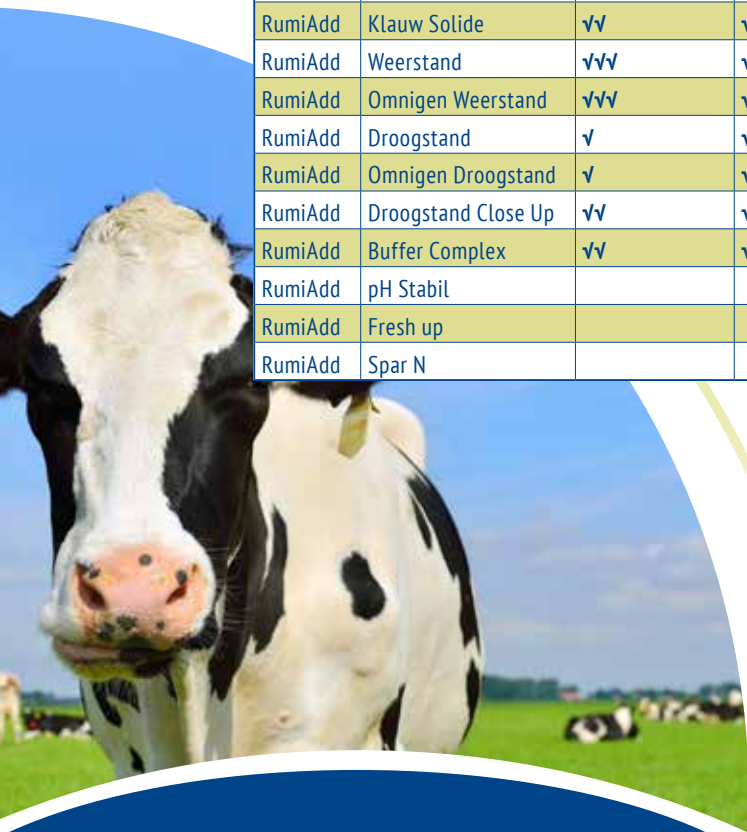 RumiAdd Klauw Solide √√ √
RumiAdd Weerstand √√√ √
RumiAdd Omnigen Weerstand √√√ √
RumiAdd Droogstand √ √
RumiAdd Omnigen Droogstand √ √
RumiAdd Droogstand Close Up √√ √
RumiAdd Buffer Complex √√ √
RumiAdd pH Stabil
RumiAdd Fresh up
RumiAdd Spar N